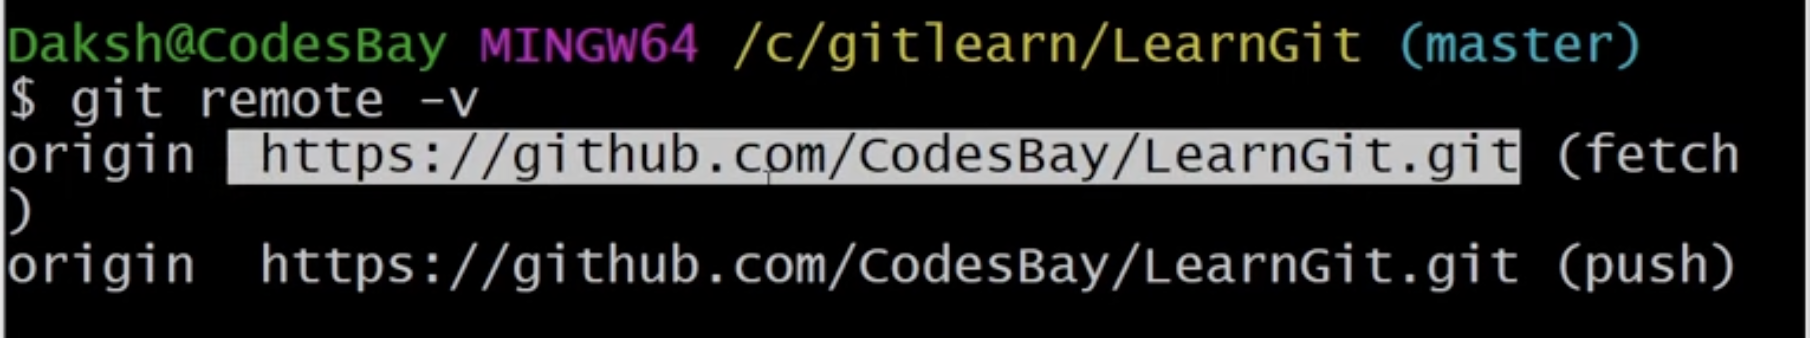 Daksh@CodesBay MINGW64 /c/gitlearn/LearnGit (master)
$ git remote -v
origin  https://github.com/CodesBay/LearnGit.git (fetch
)
origin  https://github.com/CodesBay/LearnGit.git (push)